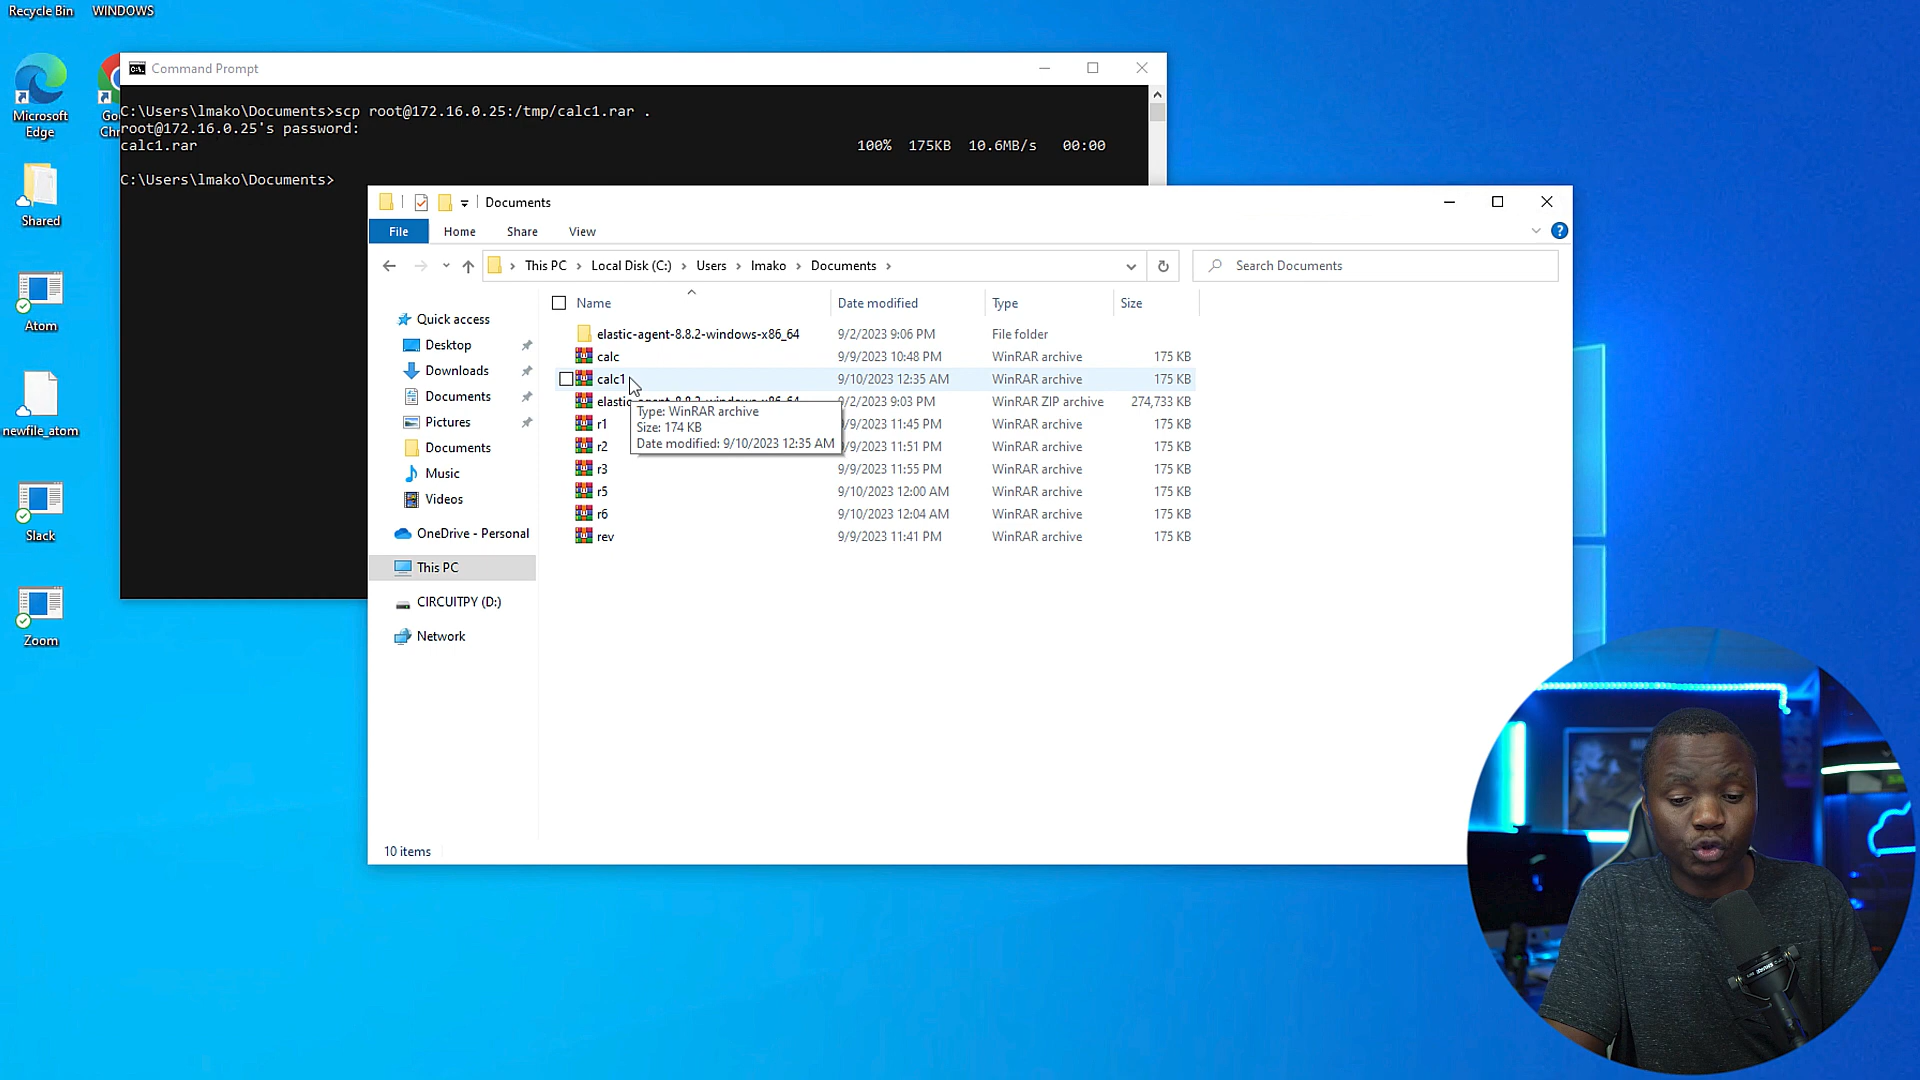 Recycle Bin
WINDOWS
Microsoft Edge
Go
Chr
Shared
Atom
newfile_atom
Slack
Zoom
Command Prompt
C:\Users\lmako\Documents>scp root@172.16.0.25:/tmp/calc1.rar .
root@172.16.0.25's password:
calc1.rar 100% 175KB 10.6MB/s 00:00
C:\Users\lmako\Documents>
Documents
File Home Share View
This PC > Local Disk (C:) > Users > lmako > Documents >
Search Documents
Quick access
Desktop
Downloads
Documents
Pictures
Documents
Music
Videos
OneDrive - Personal
This PC
CIRCUITPY (D:)
Network
Name Date modified Type Size
elastic-agent-8.8.2-windows-x86_64 9/2/2023 9:06 PM File folder
calc 9/9/2023 10:48 PM WinRAR archive 175 KB
calc1 9/10/2023 12:35 AM WinRAR archive 175 KB
elastic-agent-8.8.2-windows-x86_64 9/2/2023 9:03 PM WinRAR ZIP archive 274,733 KB
r1 9/9/2023 11:45 PM WinRAR archive 175 KB
r2 9/9/2023 11:51 PM WinRAR archive 175 KB
r3 9/9/2023 11:55 PM WinRAR archive 175 KB
r5 9/10/2023 12:00 AM WinRAR archive 175 KB
r6 9/10/2023 12:04 AM WinRAR archive 175 KB
rev 9/9/2023 11:41 PM WinRAR archive 175 KB
Type: WinRAR archive
Size: 174 KB
Date modified: 9/10/2023 12:35 AM
10 items